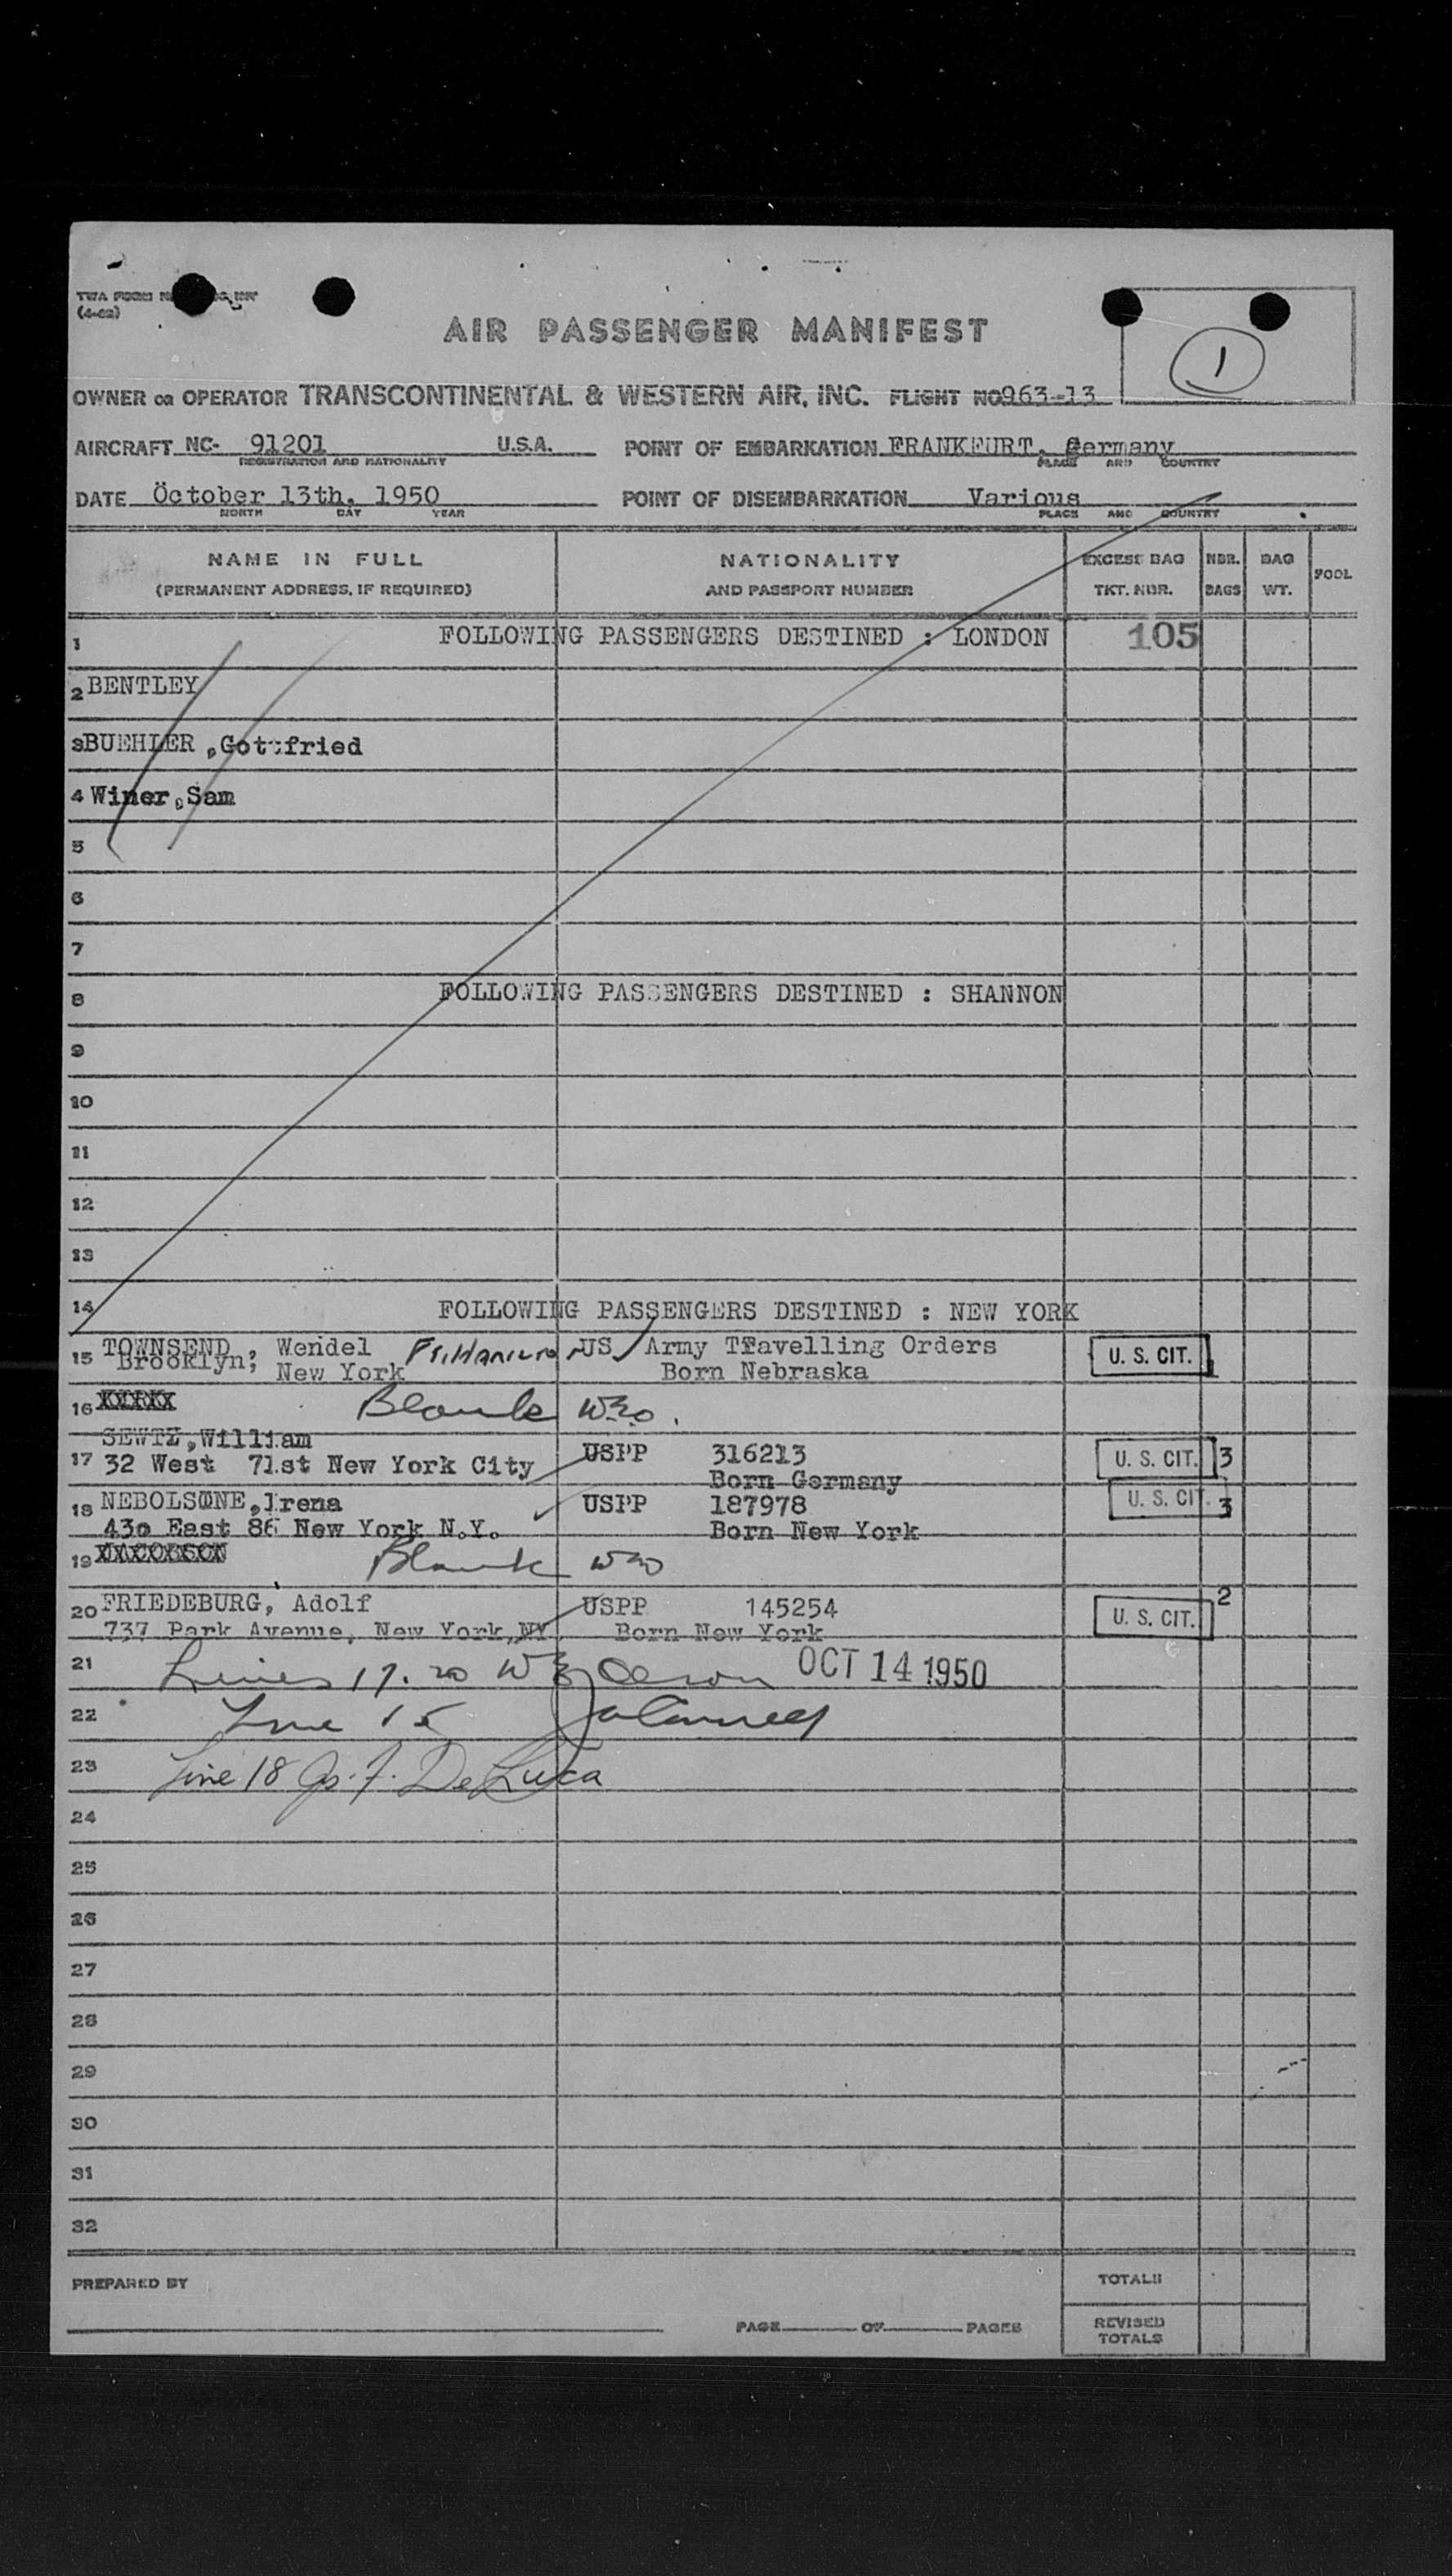 TWA FORM
AIR PASSENGER MANIFEST
1
OWNER OR OPERATOR TRANSCONTINENTAL & WESTERN AIR, INC. FLIGHT NO 963-13
AIRCRAFT NC- 91201 U.S.A. POINT OF EMBARKATION FRANKFURT, Germany
REGISTRATION AND NATIONALITY PLACE AND COUNTRY
DATE October 13th, 1950 POINT OF DISEMBARKATION Various
MONTH DAY YEAR PLACE AND COUNTRY
NAME IN FULL NATIONALITY EXCESS BAG NBR. BAG POOL
(PERMANENT ADDRESS, IF REQUIRED) AND PASSPORT NUMBER TKT. NBR. BAGS WT.
1 FOLLOWING PASSENGERS DESTINED : LONDON 105
2 BENTLEY
3 BUEHLER, Gottfried
4 Winer, Sam
5
6
7
8 FOLLOWING PASSENGERS DESTINED : SHANNON
9
10
11
12
13
14 FOLLOWING PASSENGERS DESTINED : NEW YORK
15 TOWNSEND, Wendel US Army Travelling Orders U. S. CIT. 1
Brooklyn, New York Born Nebraska
16 Blank
SEWTZ, William
17 32 West 71st New York City USPP 316213 U. S. CIT. 3
Born Germany
18 NEBOLSINE, Irena USPP 187978 U. S. CIT. 3
430 East 86 New York N.Y. Born New York
19 Blank
20 FRIEDEBURG, Adolf USPP 145254 U. S. CIT. 2
737 Park Avenue, New York, NY Born New York
21 Lines 17. 20 OCT 14 1950
22 Line 15
23 Line 18 De Luca
24
25
26
27
28
29
30
31
32
PREPARED BY TOTALS
PAGE OF PAGES REVISED
TOTALS